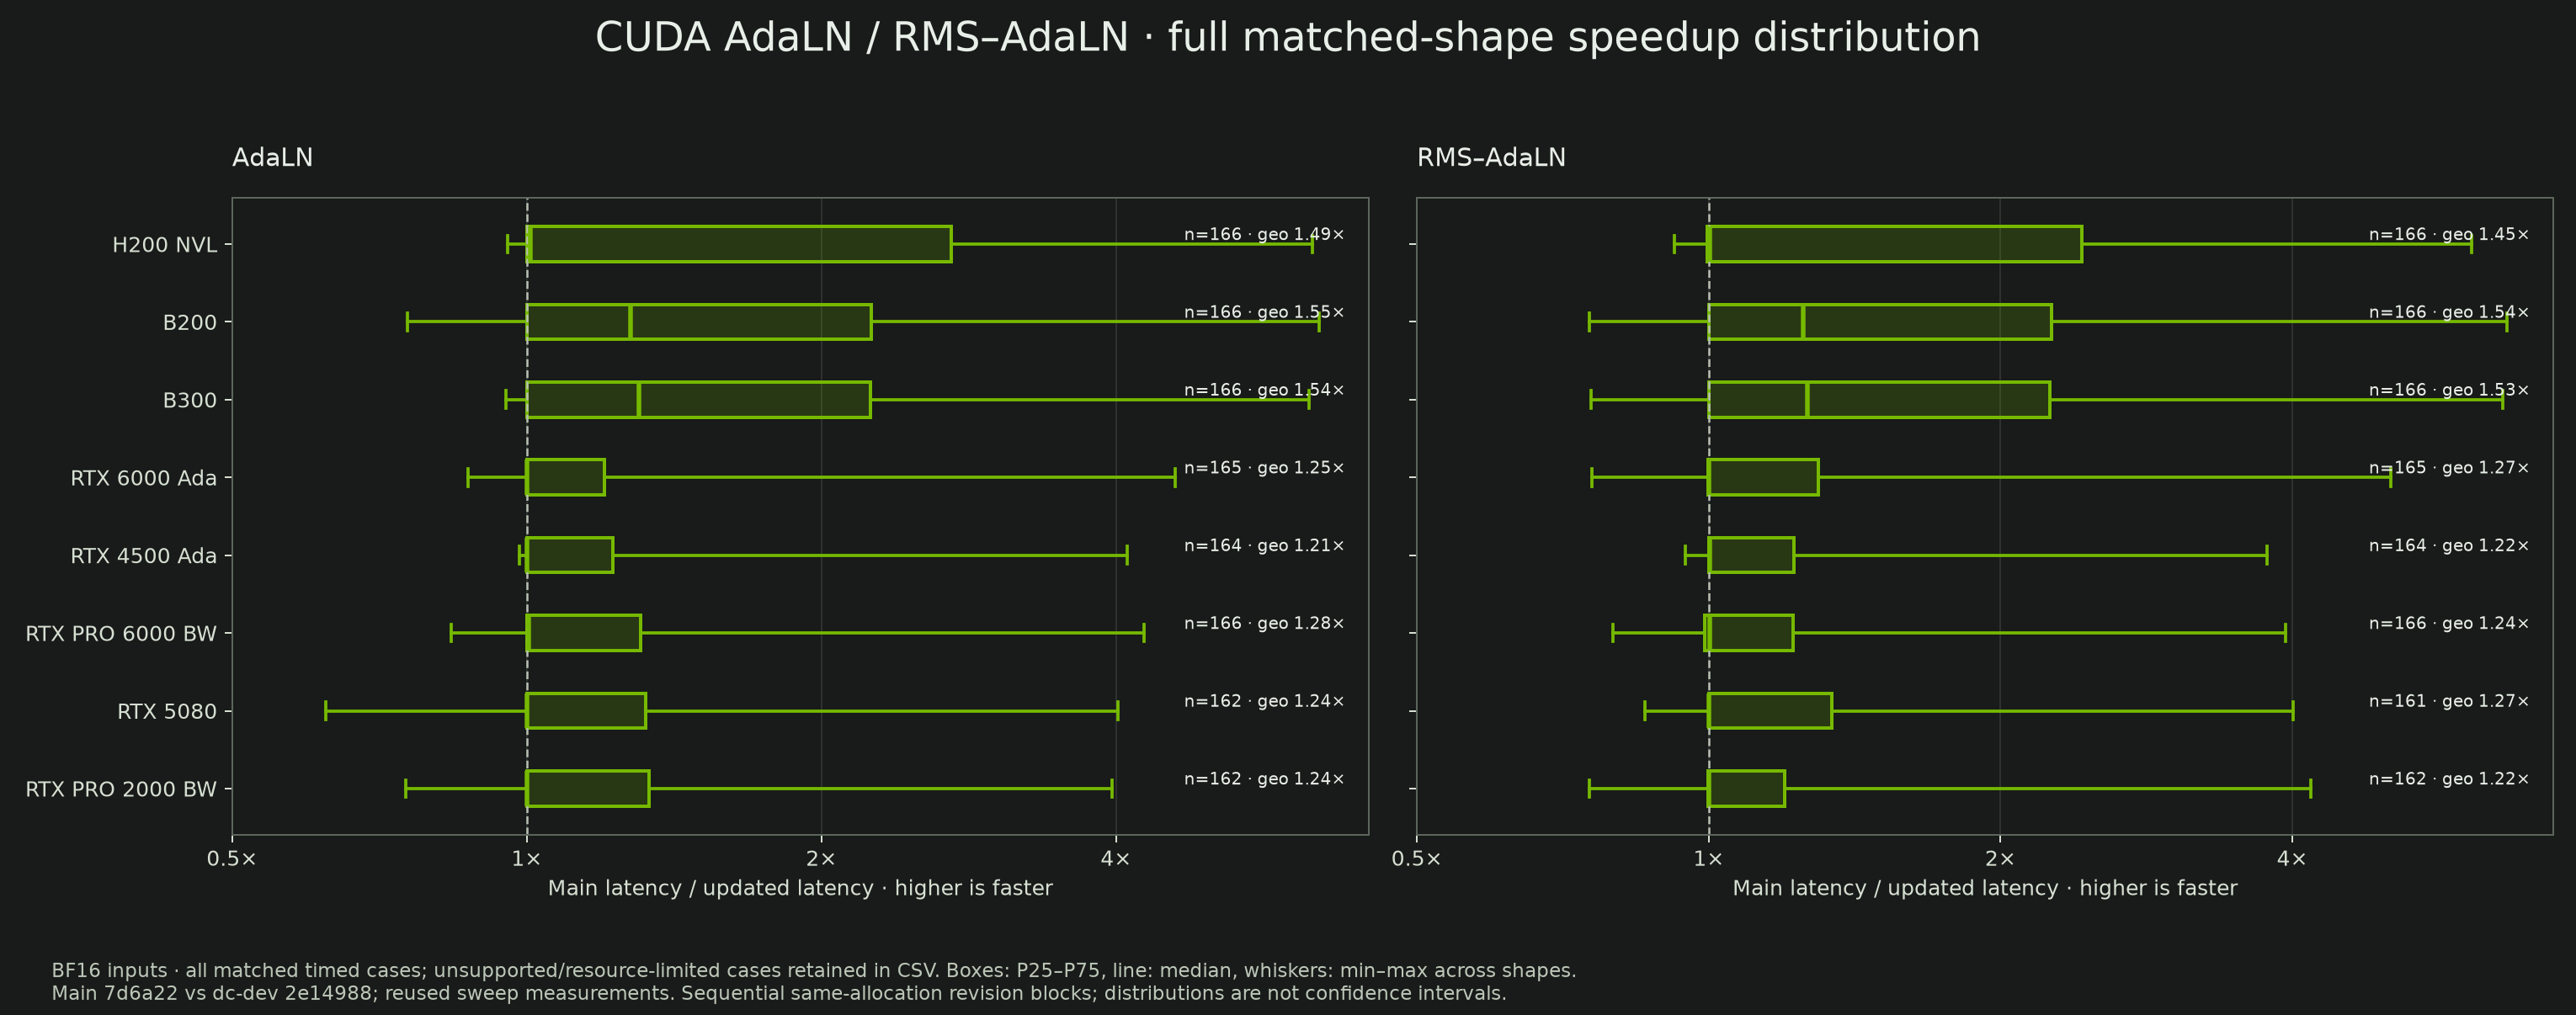 CUDA AdaLN / RMS–AdaLN · full matched-shape speedup distribution
AdaLN
H200 NVL
n=166 · geo 1.49×
B200
n=166 · geo 1.55×
B300
n=166 · geo 1.54×
RTX 6000 Ada
n=165 · geo 1.25×
RTX 4500 Ada
n=164 · geo 1.21×
RTX PRO 6000 BW
n=166 · geo 1.28×
RTX 5080
n=162 · geo 1.24×
RTX PRO 2000 BW
n=162 · geo 1.24×
0.5× 1× 2× 4×
Main latency / updated latency · higher is faster
RMS–AdaLN
n=166 · geo 1.45×
n=166 · geo 1.54×
n=166 · geo 1.53×
n=165 · geo 1.27×
n=164 · geo 1.22×
n=166 · geo 1.24×
n=161 · geo 1.27×
n=162 · geo 1.22×
0.5× 1× 2× 4×
Main latency / updated latency · higher is faster
BF16 inputs · all matched timed cases; unsupported/resource-limited cases retained in CSV. Boxes: P25–P75, line: median, whiskers: min–max across shapes.
Main 7d6a22 vs dc-dev 2e14988; reused sweep measurements. Sequential same-allocation revision blocks; distributions are not confidence intervals.